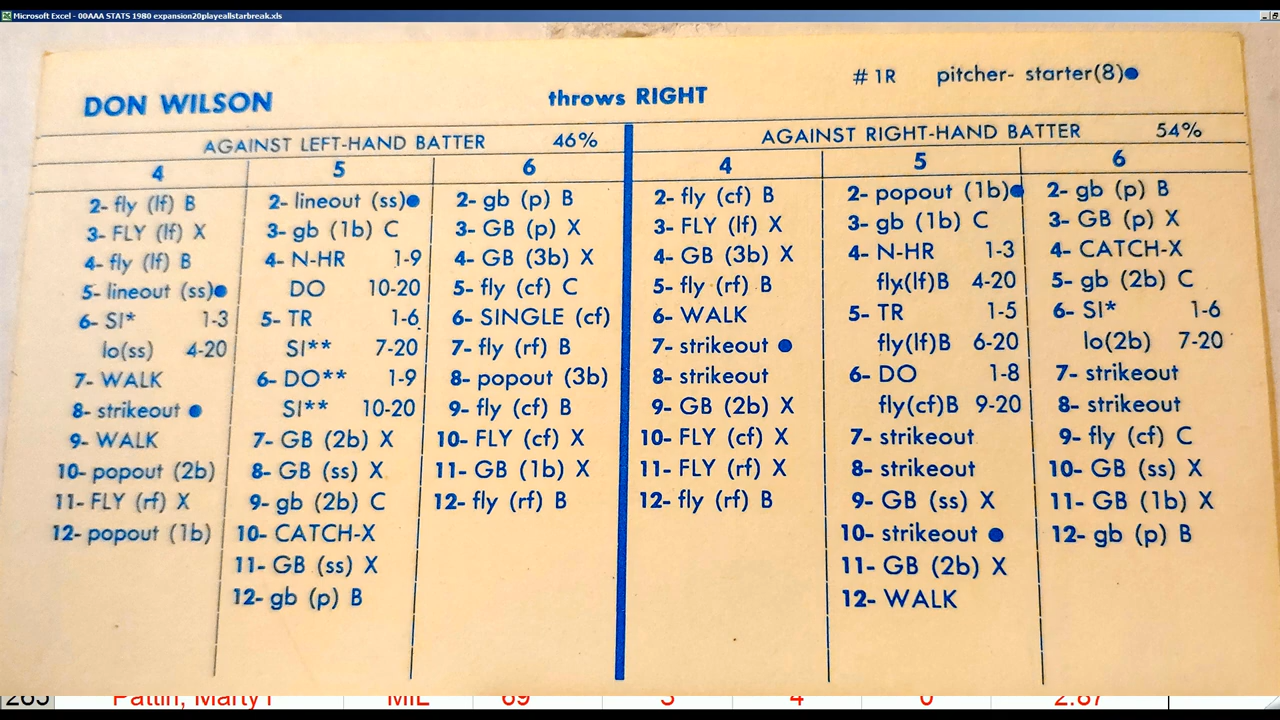 Microsoft Excel - 00AAA STATS 1980 expansion20playeallstarbreak.xls
DON WILSON
throws RIGHT
#1R
pitcher- starter(8)●
AGAINST LEFT-HAND BATTER 46%
4
2- fly (lf) B
3- FLY (lf) X
4- fly (lf) B
5- lineout (ss)●
6- SI* 1-3
lo(ss) 4-20
7- WALK
8- strikeout ●
9- WALK
10- popout (2b)
11- FLY (rf) X
12- popout (1b)
5
2- lineout (ss)●
3- gb (1b) C
4- N-HR 1-9
DO 10-20
5- TR 1-6
SI** 7-20
6- DO** 1-9
SI** 10-20
7- GB (2b) X
8- GB (ss) X
9- gb (2b) C
10- CATCH-X
11- GB (ss) X
12- gb (p) B
6
2- gb (p) B
3- GB (p) X
4- GB (3b) X
5- fly (cf) C
6- SINGLE (cf)
7- fly (rf) B
8- popout (3b)
9- fly (cf) B
10- FLY (cf) X
11- GB (1b) X
12- fly (rf) B
AGAINST RIGHT-HAND BATTER 54%
4
2- fly (cf) B
3- FLY (lf) X
4- GB (3b) X
5- fly (rf) B
6- WALK
7- strikeout ●
8- strikeout
9- GB (2b) X
10- FLY (cf) X
11- FLY (rf) X
12- fly (rf) B
5
2- popout (1b)●
3- gb (1b) C
4- N-HR 1-3
fly(lf)B 4-20
5- TR 1-5
fly(lf)B 6-20
6- DO 1-8
fly(cf)B 9-20
7- strikeout
8- strikeout
9- GB (ss) X
10- strikeout ●
11- GB (2b) X
12- WALK
6
2- gb (p) B
3- GB (p) X
4- CATCH-X
5- gb (2b) C
6- SI* 1-6
lo(2b) 7-20
7- strikeout
8- strikeout
9- fly (cf) C
10- GB (ss) X
11- GB (1b) X
12- gb (p) B
265 Pattin, Marty MIL 69 3 4 0 2.87